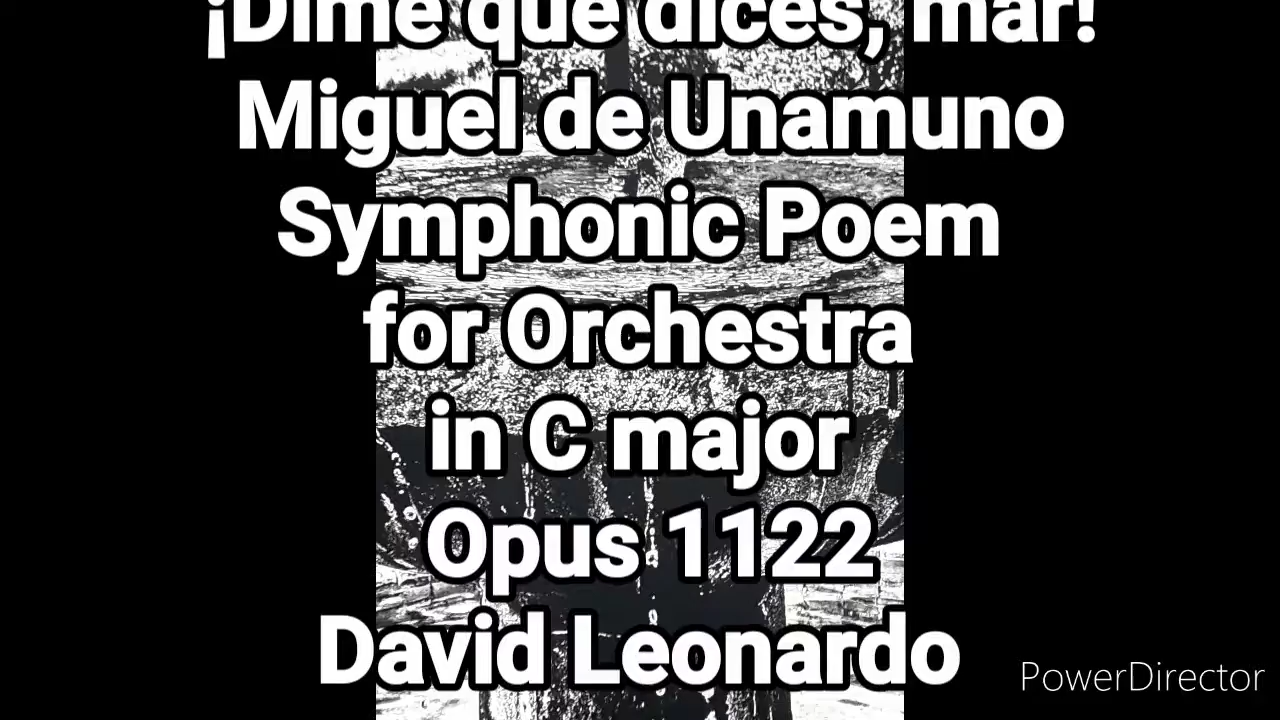 ¡Dime qué dices, mar!
Miguel de Unamuno
Symphonic Poem
for Orchestra
in C major
Opus 1122
David Leonardo
PowerDirector